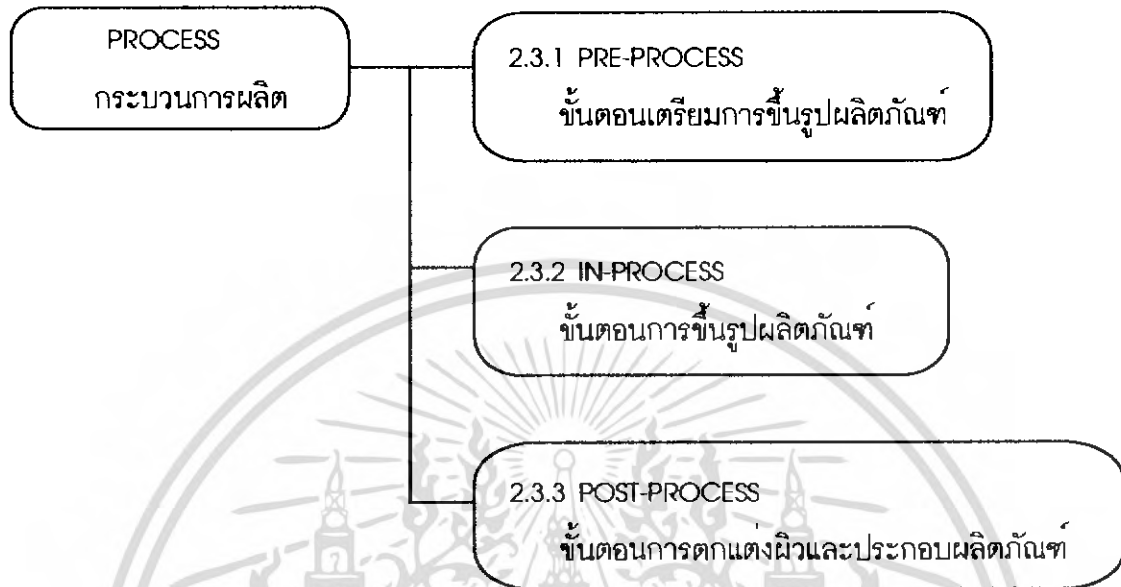 PROCESS
กระบวนการผลิต
2.3.1 PRE-PROCESS
ขั้นตอนเตรียมการขึ้นรูปผลิตภัณฑ์
2.3.2 IN-PROCESS
ขั้นตอนการขึ้นรูปผลิตภัณฑ์
2.3.3 POST-PROCESS
ขั้นตอนการตกแต่งผิวและประกอบผลิตภัณฑ์